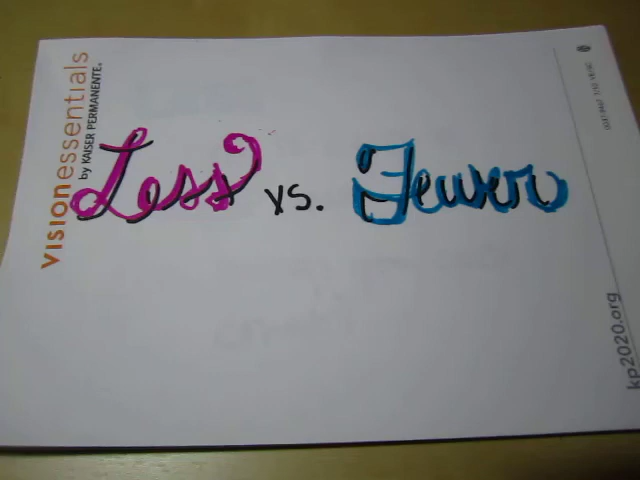 Less vs. Fewer
visionessentials
by KAISER PERMANENTE®
kp2020.org